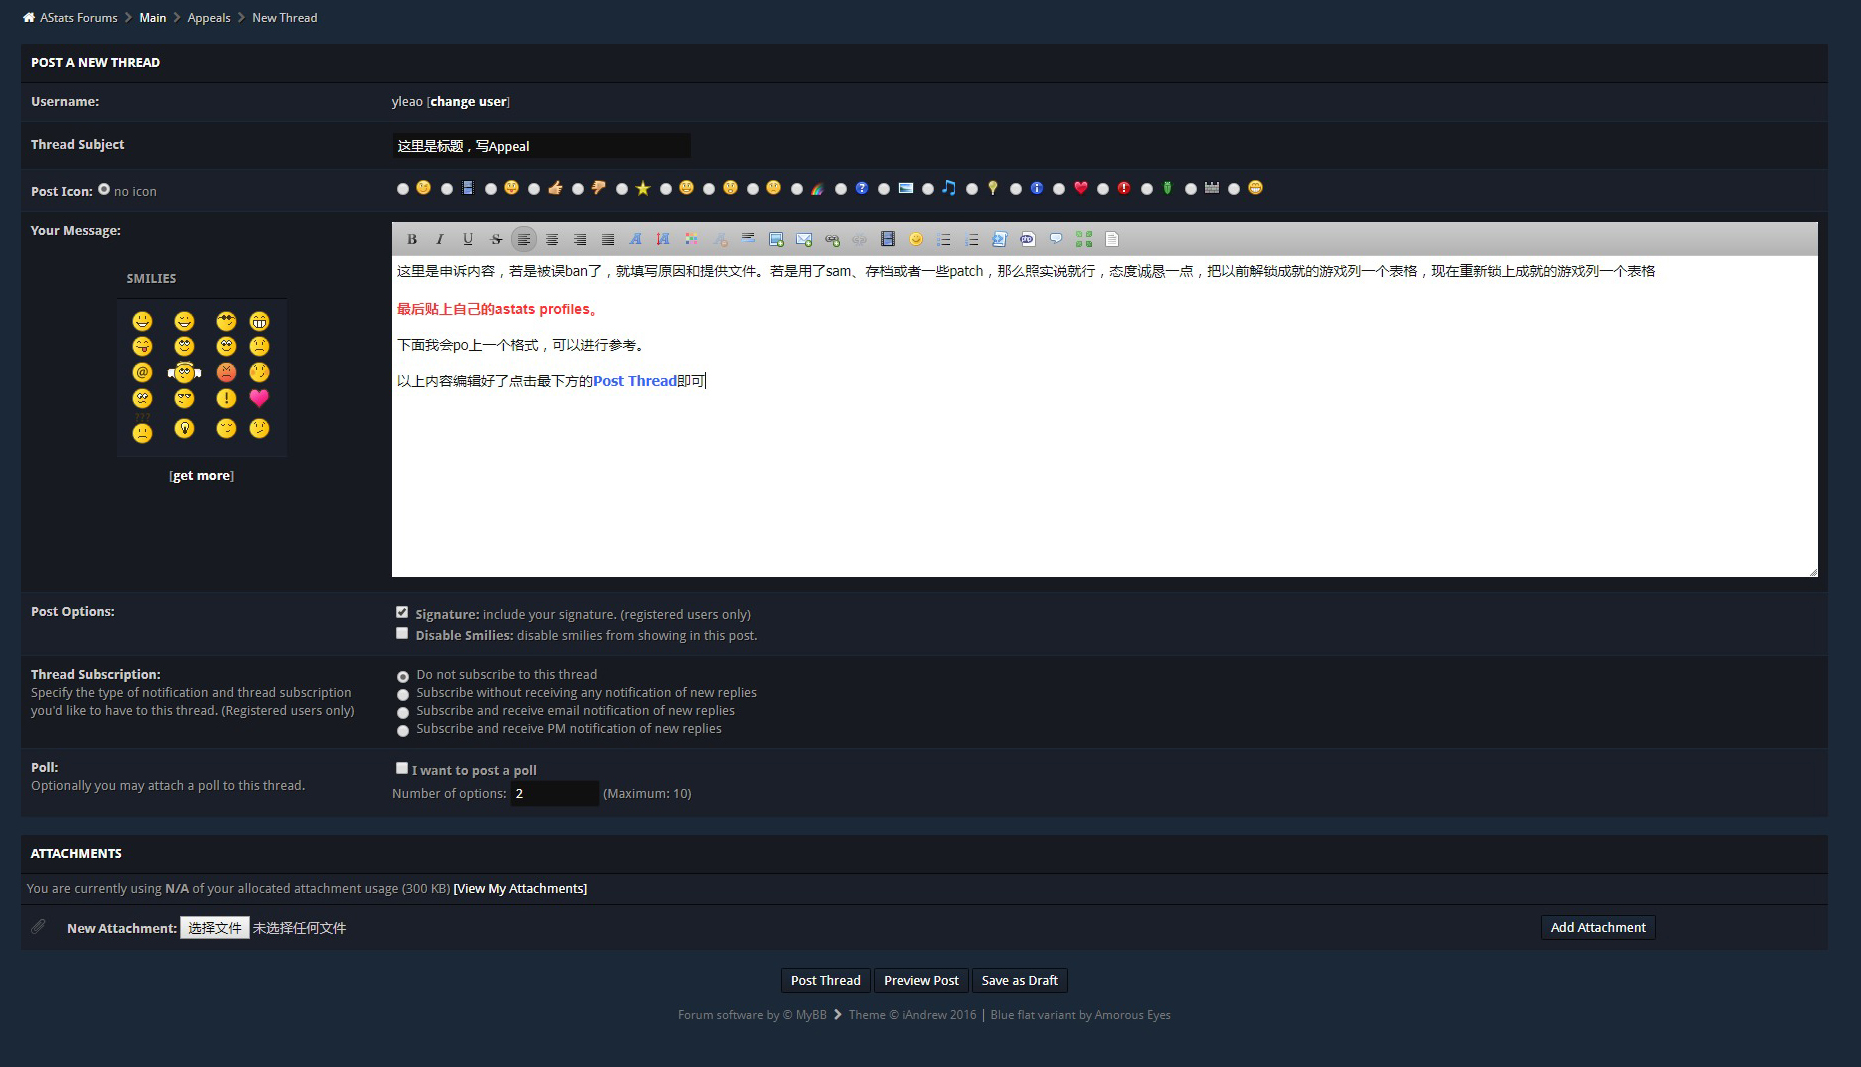 AStats Forums > Main > Appeals > New Thread
POST A NEW THREAD
Username: yleao [change user]
Thread Subject 这里是标题，写Appeal
Post Icon: no icon
Your Message:
SMILIES
[get more]
B I U S
这里是申诉内容，若是被误ban了，就填写原因和提供文件。若是用了sam、存档或者一些patch，那么照实说就行，态度诚恳一点，把以前解锁成就的游戏列一个表格，现在重新锁上成就的游戏列一个表格
最后贴上自己的astats profiles。
下面我会po上一个格式，可以进行参考。
以上内容编辑好了点击最下方的Post Thread即可
Post Options:
Signature: include your signature. (registered users only)
Disable Smilies: disable smilies from showing in this post.
Thread Subscription:
Specify the type of notification and thread subscription
you'd like to have to this thread. (Registered users only)
Do not subscribe to this thread
Subscribe without receiving any notification of new replies
Subscribe and receive email notification of new replies
Subscribe and receive PM notification of new replies
Poll:
Optionally you may attach a poll to this thread.
I want to post a poll
Number of options: 2 (Maximum: 10)
ATTACHMENTS
You are currently using N/A of your allocated attachment usage (300 KB) [View My Attachments]
New Attachment: 选择文件 未选择任何文件 Add Attachment
Post Thread Preview Post Save as Draft
Forum software by © MyBB > Theme © iAndrew 2016 | Blue flat variant by Amorous Eyes